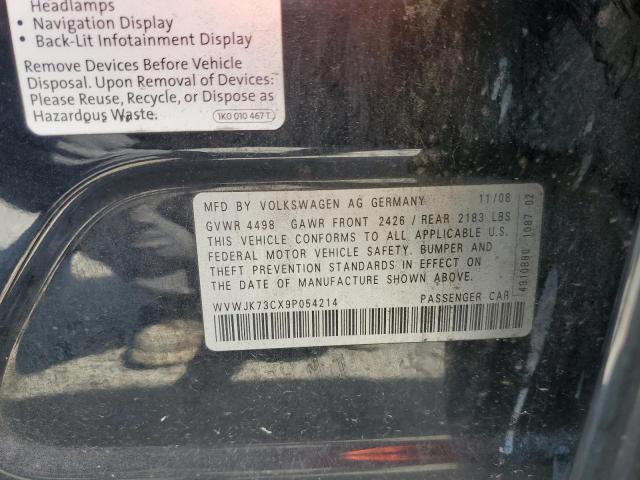 Headlamps
• Navigation Display
• Back-Lit Infotainment Display
Remove Devices Before Vehicle
Disposal. Upon Removal of Devices:
Please Reuse, Recycle, or Dispose as
Hazardous Waste.
1K0 010 467 T
MFD BY VOLKSWAGEN AG GERMANY 11/08
GVWR 4498 GAWR FRONT 2426 / REAR 2183 LBS
THIS VEHICLE CONFORMS TO ALL APPLICABLE U.S.
FEDERAL MOTOR VEHICLE SAFETY. BUMPER AND
THEFT PREVENTION STANDARDS IN EFFECT ON
THE DATE OF MANUFACTURE SHOWN ABOVE.
WVWJK73CX9P054214 PASSENGER CAR
4910880 1087 02